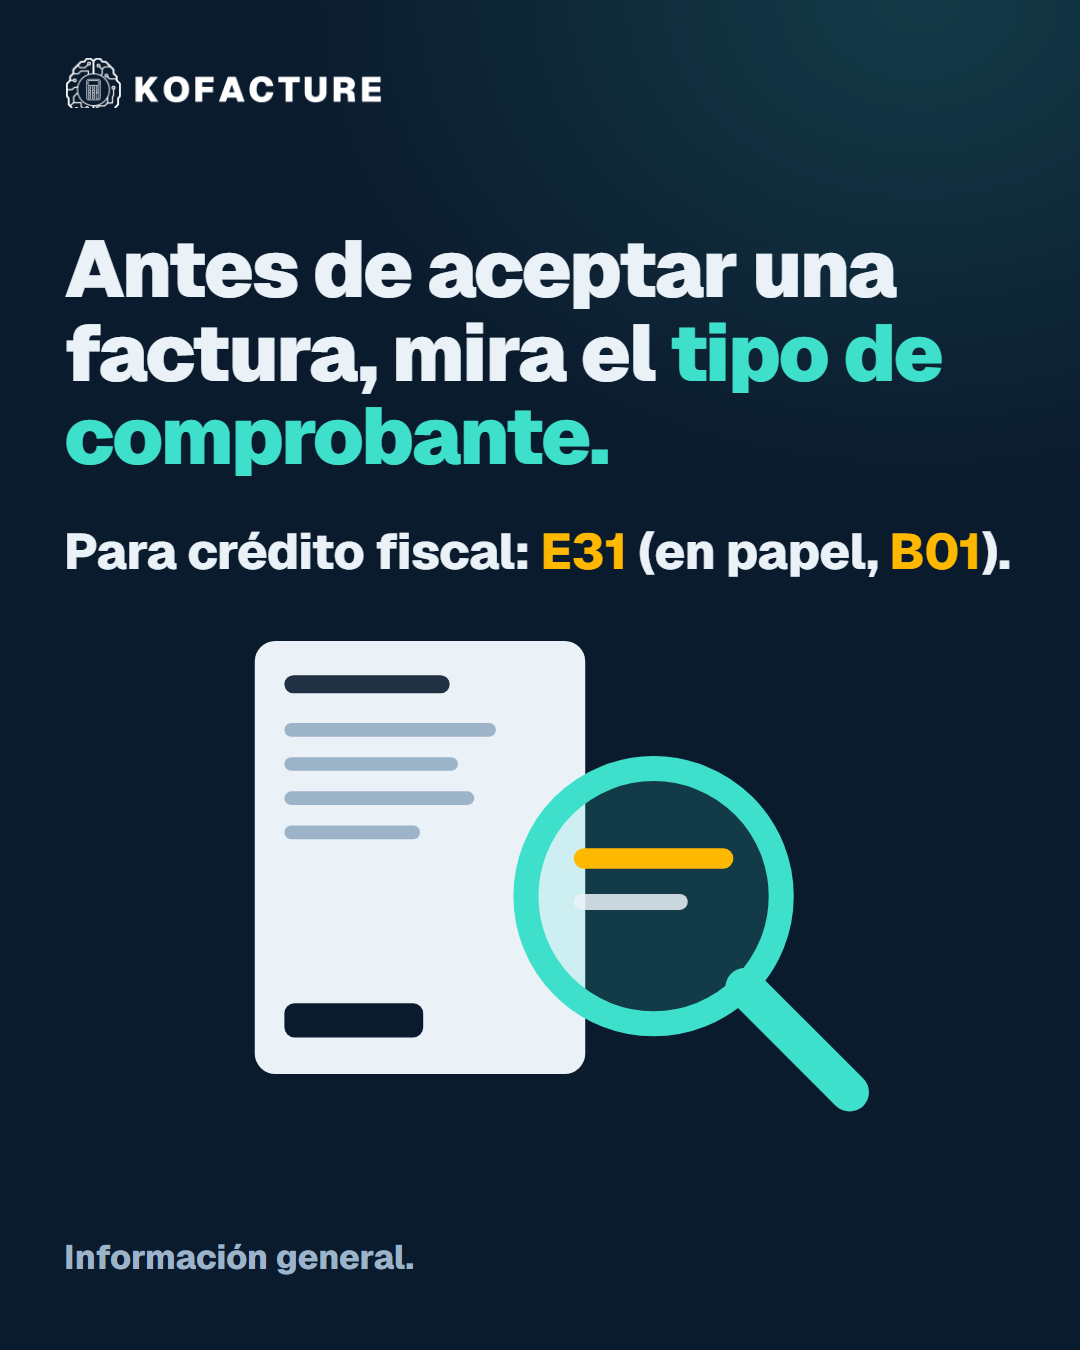 KOFACTURE
Antes de aceptar una
factura, mira el tipo de
comprobante.
Para crédito fiscal: E31 (en papel, B01).
Información general.